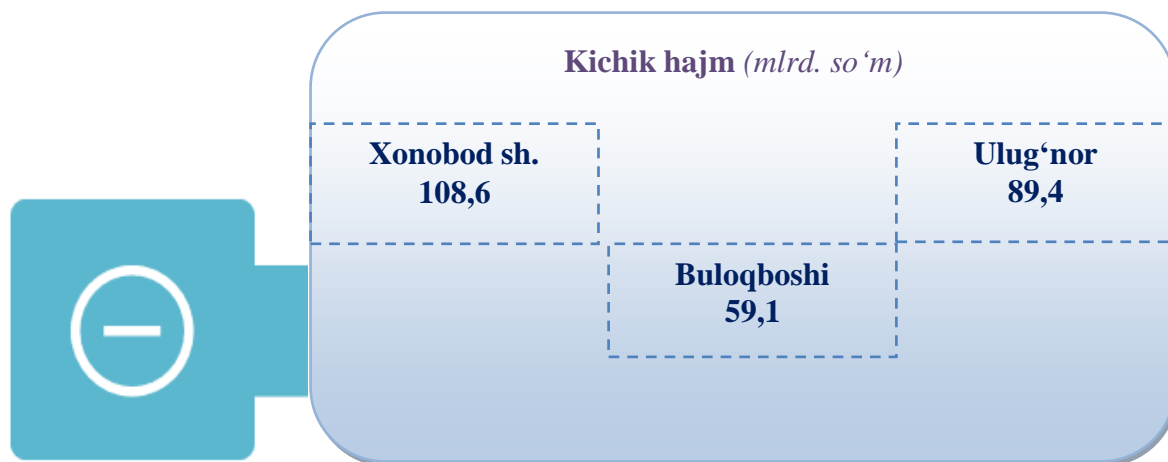 Kichik hajm (mlrd. so‘m)
Xonobod sh.
108,6
Ulug‘nor
89,4
Buloqboshi
59,1